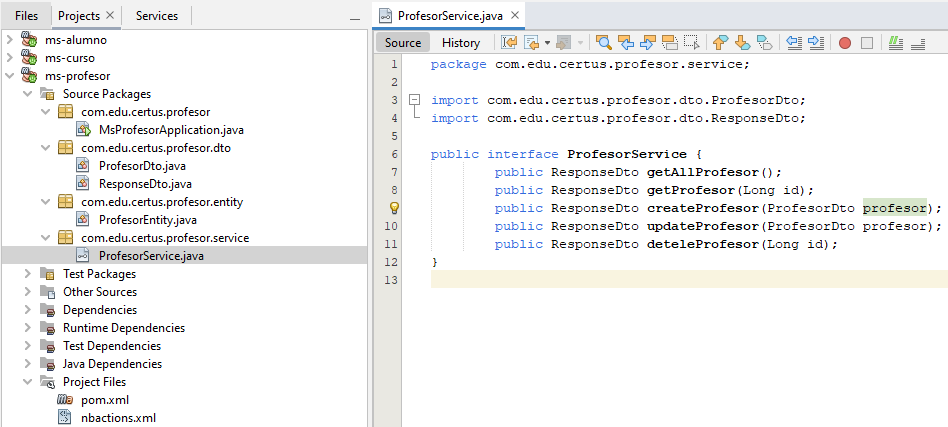 Files Projects Services
ms-alumno
ms-curso
ms-profesor
Source Packages
com.edu.certus.profesor
MsProfesorApplication.java
com.edu.certus.profesor.dto
ProfesorDto.java
ResponseDto.java
com.edu.certus.profesor.entity
ProfesorEntity.java
com.edu.certus.profesor.service
ProfesorService.java
Test Packages
Other Sources
Dependencies
Runtime Dependencies
Test Dependencies
Java Dependencies
Project Files
pom.xml
nbactions.xml
ProfesorService.java
Source History
1 package com.edu.certus.profesor.service;
2
3 import com.edu.certus.profesor.dto.ProfesorDto;
4 import com.edu.certus.profesor.dto.ResponseDto;
5
6 public interface ProfesorService {
7 public ResponseDto getAllProfesor();
8 public ResponseDto getProfesor(Long id);
public ResponseDto createProfesor(ProfesorDto profesor);
10 public ResponseDto updateProfesor(ProfesorDto profesor);
11 public ResponseDto deteleProfesor(Long id);
12 }
13